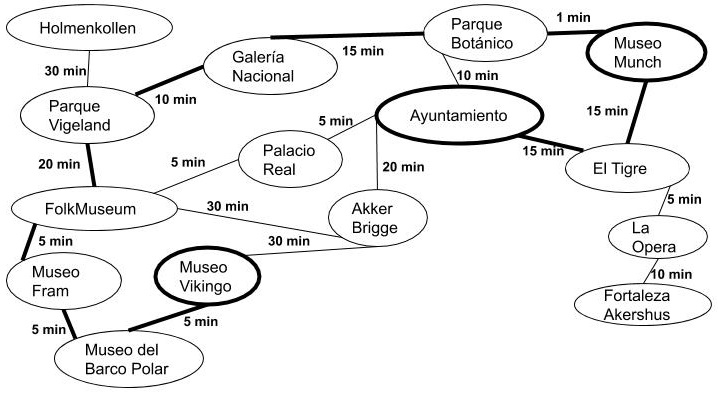 Holmenkollen
30 min
Parque
Vigeland
10 min
Galería
Nacional
15 min
Parque
Botánico
1 min
Museo
Munch
10 min
15 min
Ayuntamiento
15 min
El Tigre
5 min
La
Opera
10 min
Fortaleza
Akershus
5 min
Palacio
Real
5 min
20 min
20 min
FolkMuseum
30 min
Akker
Brigge
30 min
5 min
Museo
Fram
Museo
Vikingo
5 min
5 min
Museo del
Barco Polar